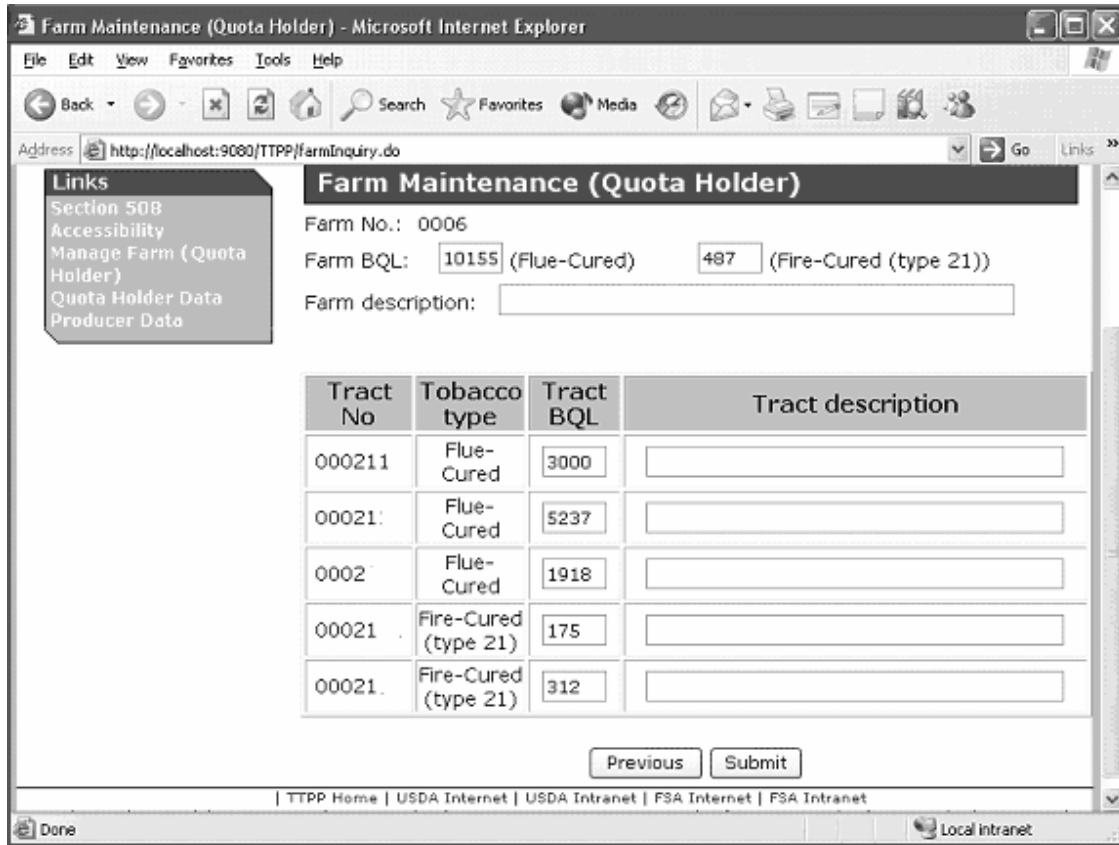 Farm Maintenance (Quota Holder) - Microsoft Internet Explorer
File Edit View Favorites Tools Help
Back Search Favorites Media
Address http://localhost:9080/TTPP/farmInquiry.do Go Links »
Links
Section 508
Accessibility
Manage Farm (Quota
Holder)
Quota Holder Data
Producer Data
Farm Maintenance (Quota Holder)
Farm No.: 0006
Farm BQL: 10155 (Flue-Cured) 487 (Fire-Cured (type 21))
Farm description:
Tract No Tobacco type Tract BQL Tract description
000211 Flue-Cured 3000
00021 Flue-Cured 5237
0002 Flue-Cured 1918
00021 Fire-Cured (type 21) 175
00021 Fire-Cured (type 21) 312
Previous Submit
| TTPP Home | USDA Internet | USDA Intranet | FSA Internet | FSA Intranet
Done Local intranet